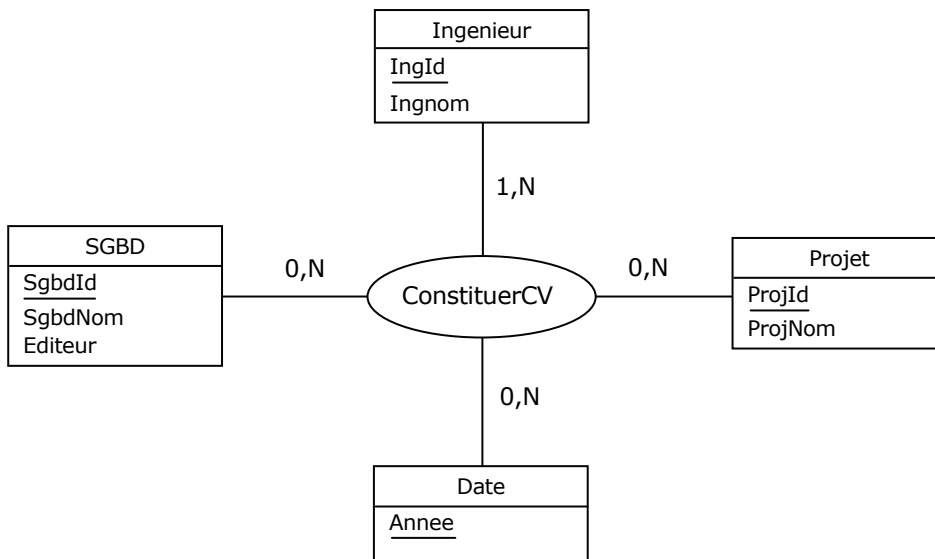 Ingenieur
IngId
Ingnom
1,N
SGBD
SgbdId
SgbdNom
Editeur
0,N
ConstituerCV
0,N
Projet
ProjId
ProjNom
0,N
Date
Annee